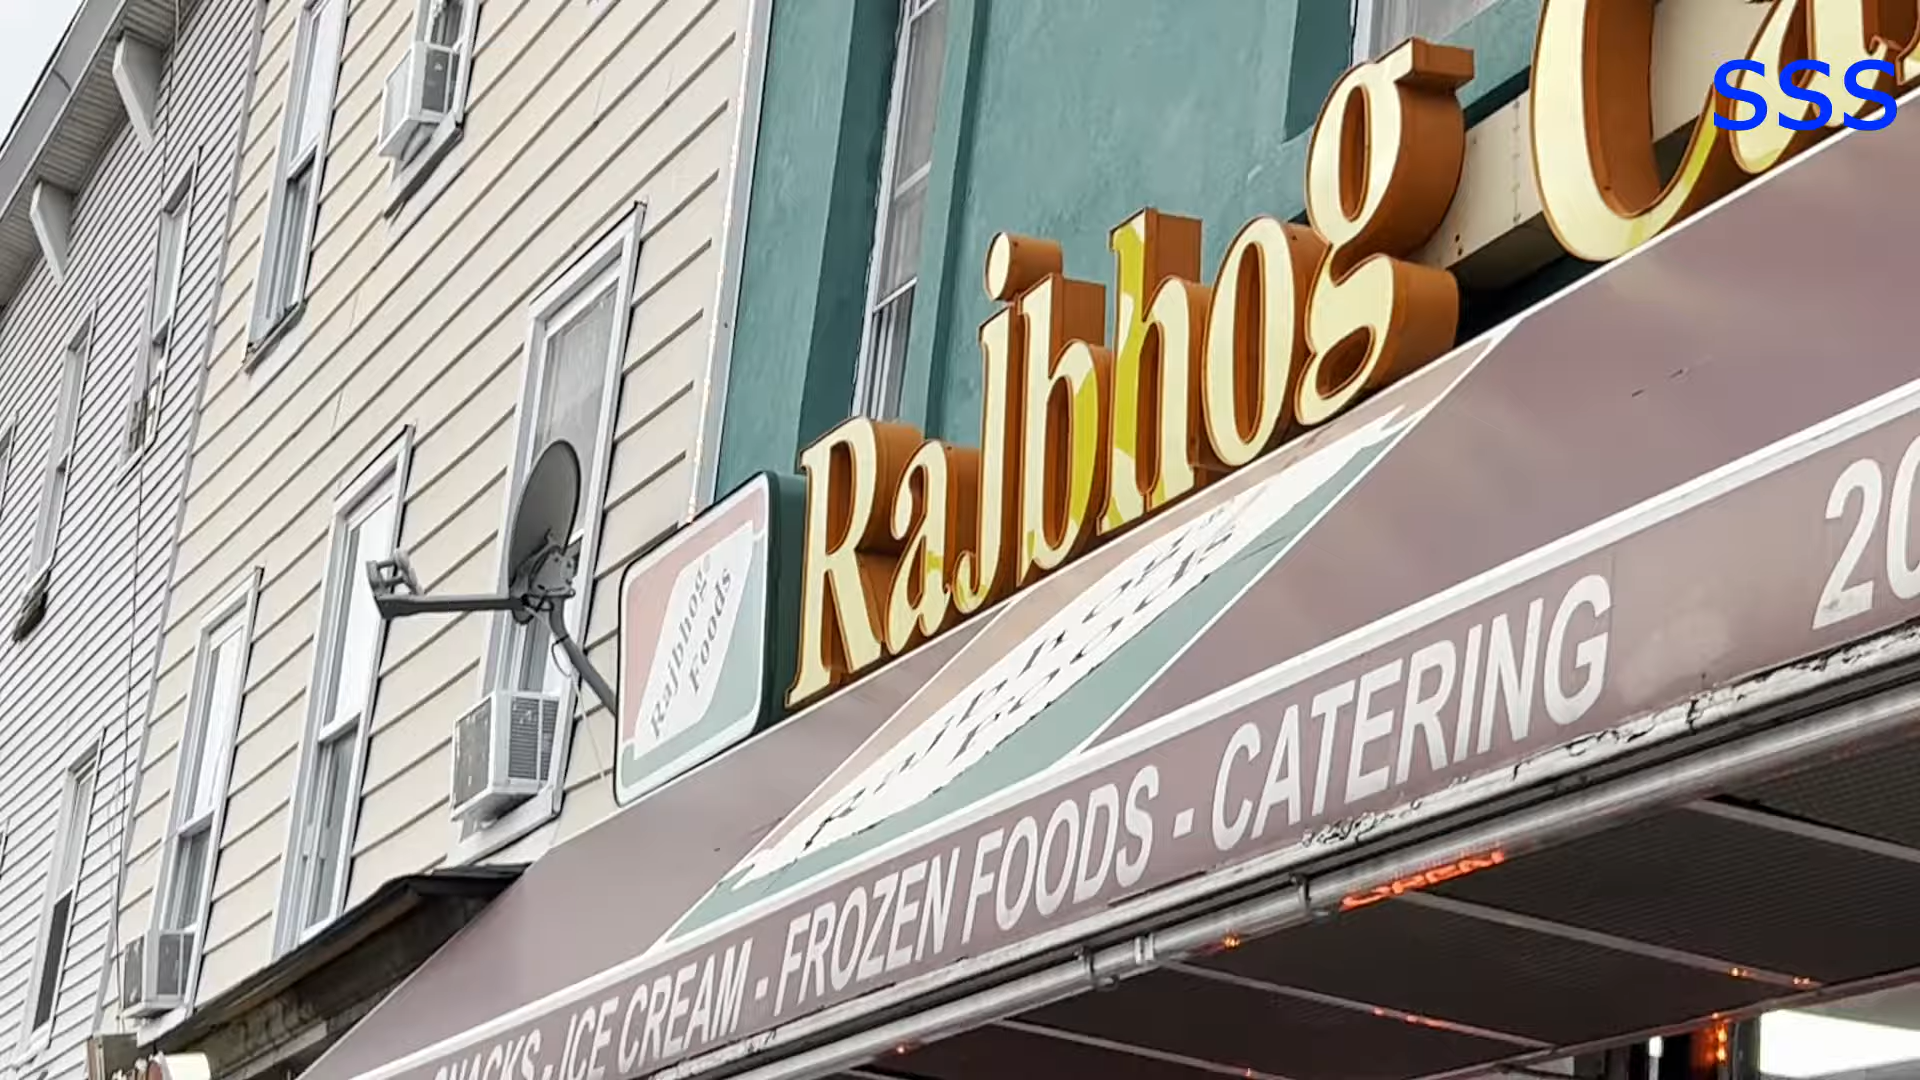 SSS
Rajbhog
Rajbhog
Foods
ICE CREAM - FROZEN FOODS - CATERING